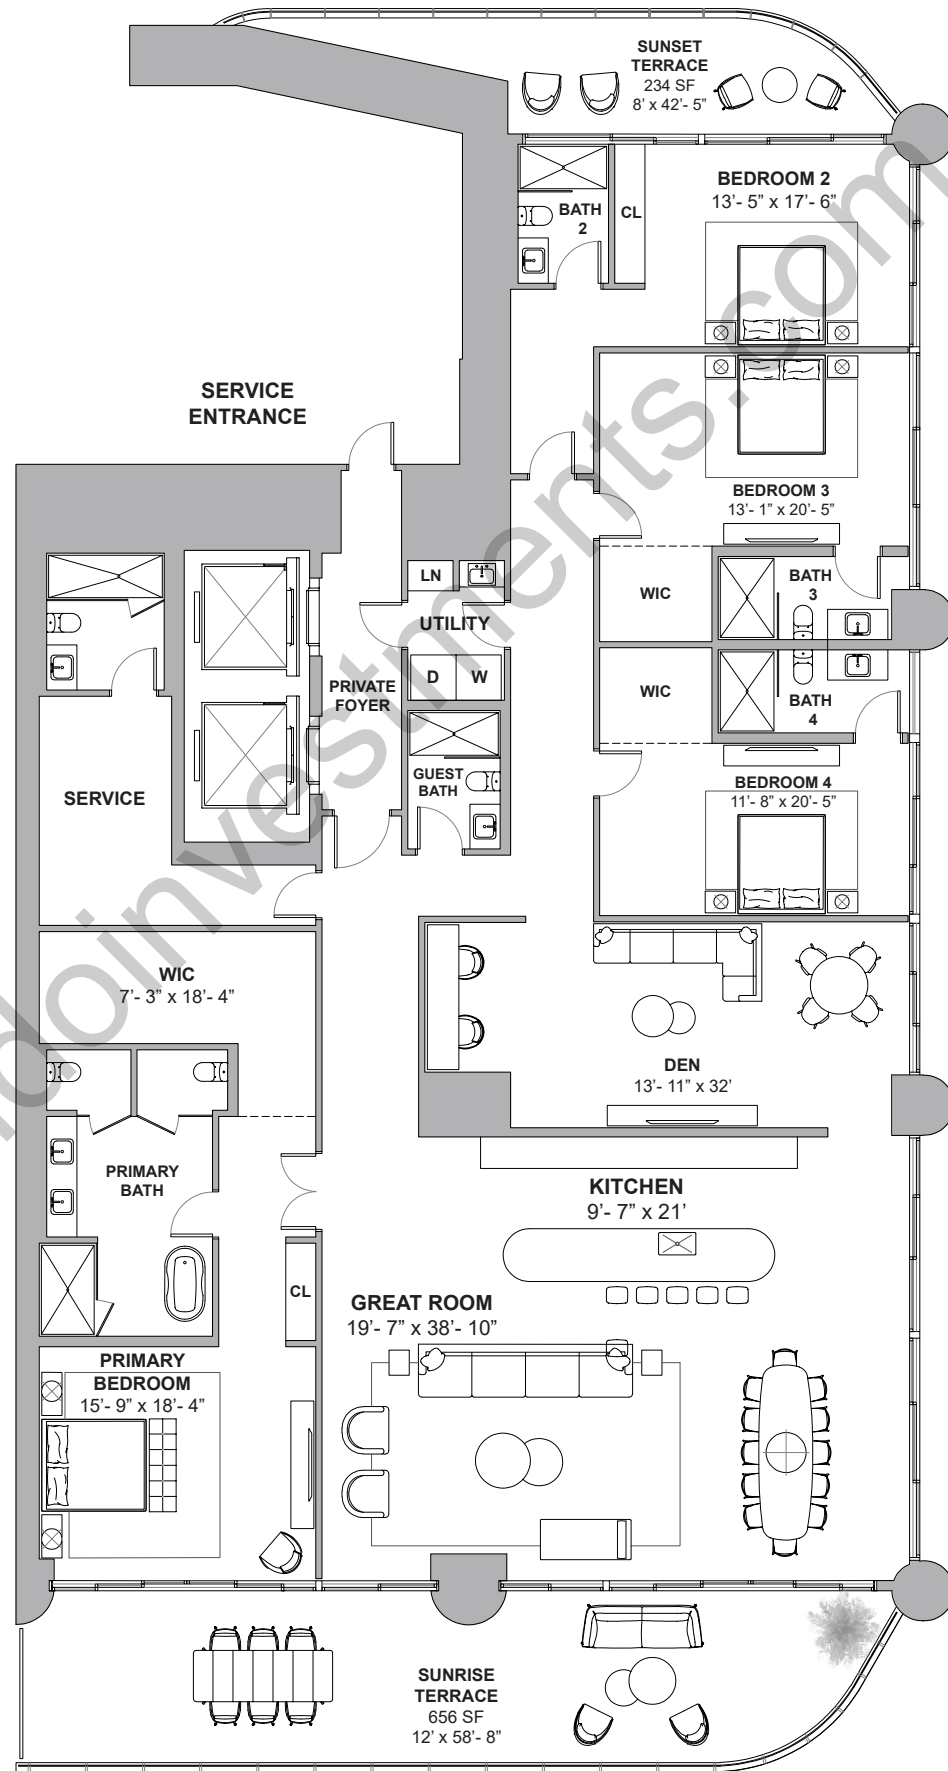 SUNSET
TERRACE
234 SF
8' x 42'- 5”
BEDROOM 2
13'- 5” x 17'- 6”
BATH
2
CL
SERVICE
ENTRANCE
BEDROOM 3
13'- 1” x 20'- 5”
LN
BATH
3
WIC
UTILITY
D
W
PRIVATE
FOYER
WIC
BATH
4
GUEST
BATH
BEDROOM 4
11'- 8” x 20'- 5”
SERVICE
WIC
7'- 3” x 18'- 4”
DEN
13'- 11” x 32'
PRIMARY
BATH
KITCHEN
9'- 7” x 21'
CL
GREAT ROOM
19'- 7” x 38'- 10”
PRIMARY
BEDROOM
15'- 9” x 18'- 4”
SUNRISE
TERRACE
656 SF
12' x 58'- 8”
doinvestments.com